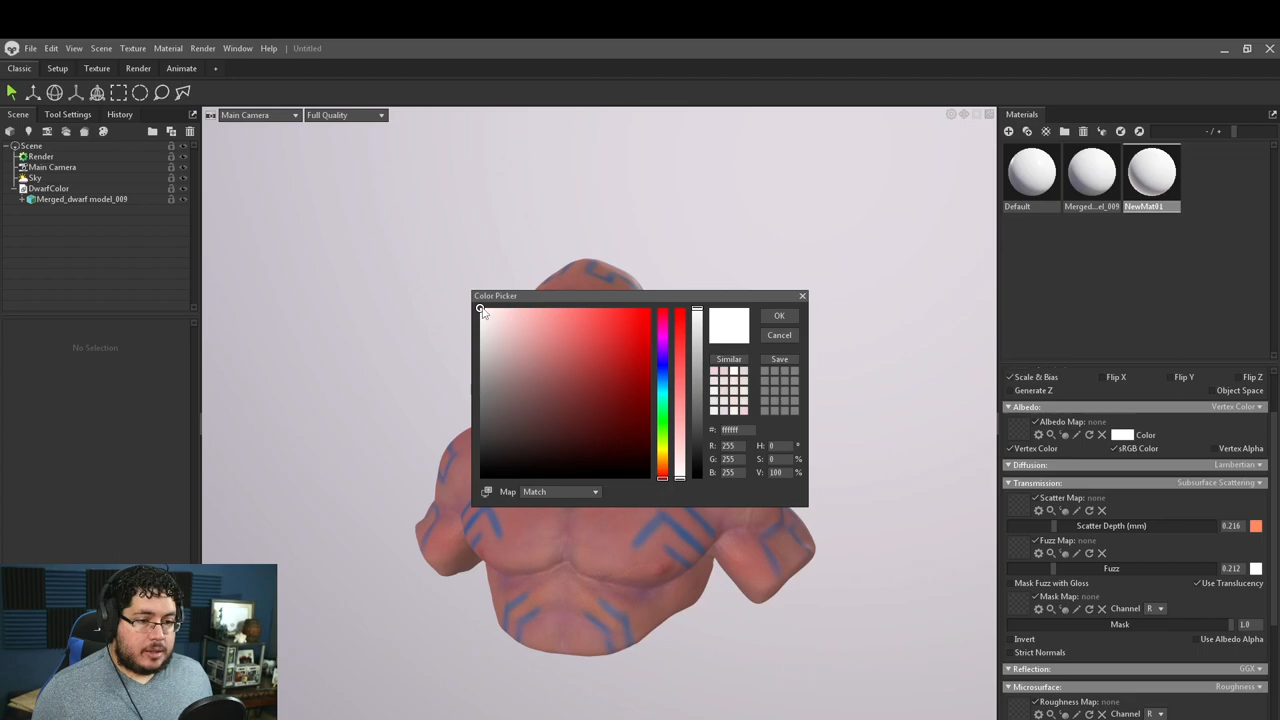 File Edit View Scene Texture Material Render Window Help Untitled
Classic Setup Texture Render Animate +
Scene Tool Settings History
Main Camera Full Quality
Materials
- / +
Scene
Render
Main Camera
Sky
DwarfColor
Merged_dwarf model_009
No Selection
Default Merged...el_009 NewMat01
Color Picker
OK
Cancel
Similar Save
#: ffffff
R: 255 H: 0 °
G: 255 S: 0 %
B: 255 V: 100 %
Map Match
Scale & Bias Flip X Flip Y Flip Z
Generate Z Object Space
Albedo: Vertex Color
Albedo Map: none
Color
Vertex Color sRGB Color Vertex Alpha
Diffusion: Lambertian
Transmission: Subsurface Scattering
Scatter Map: none
Scatter Depth (mm) 0.216
Fuzz Map: none
Fuzz 0.212
Mask Fuzz with Gloss Use Translucency
Mask Map: none
Channel R
Mask 1.0
Invert Use Albedo Alpha
Strict Normals
Reflection: GGX
Microsurface: Roughness
Roughness Map: none
Channel R